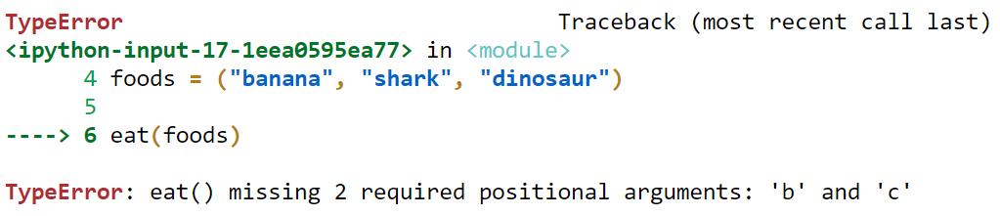 TypeError                                 Traceback (most recent call last)
<ipython-input-17-1eea0595ea77> in <module>
      4 foods = ("banana", "shark", "dinosaur")
      5
----> 6 eat(foods)
TypeError: eat() missing 2 required positional arguments: 'b' and 'c'